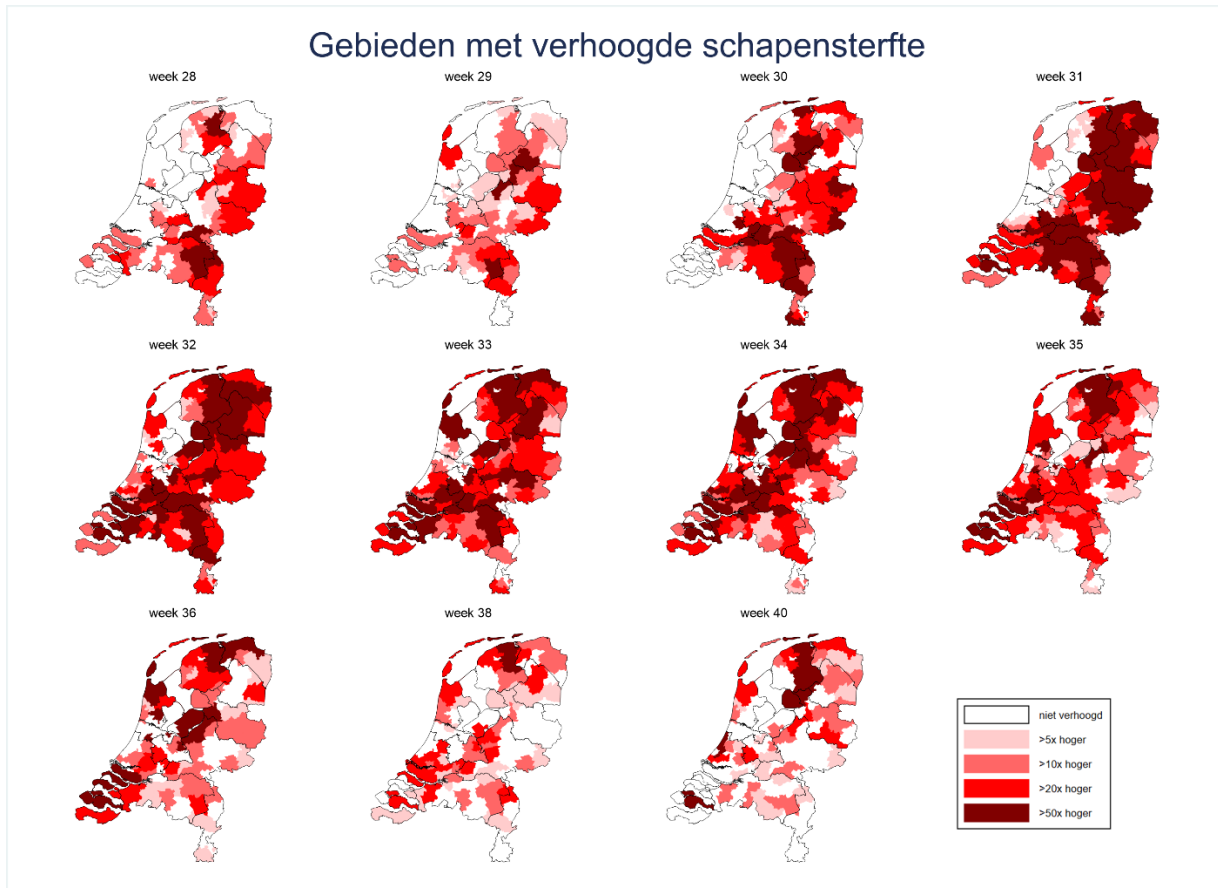 Gebieden met verhoogde schapensterfte
week 28
week 29
week 30
week 31
week 32
week 33
week 34
week 35
week 36
week 38
week 40
niet verhoogd
>5x hoger
>10x hoger
>20x hoger
>50x hoger